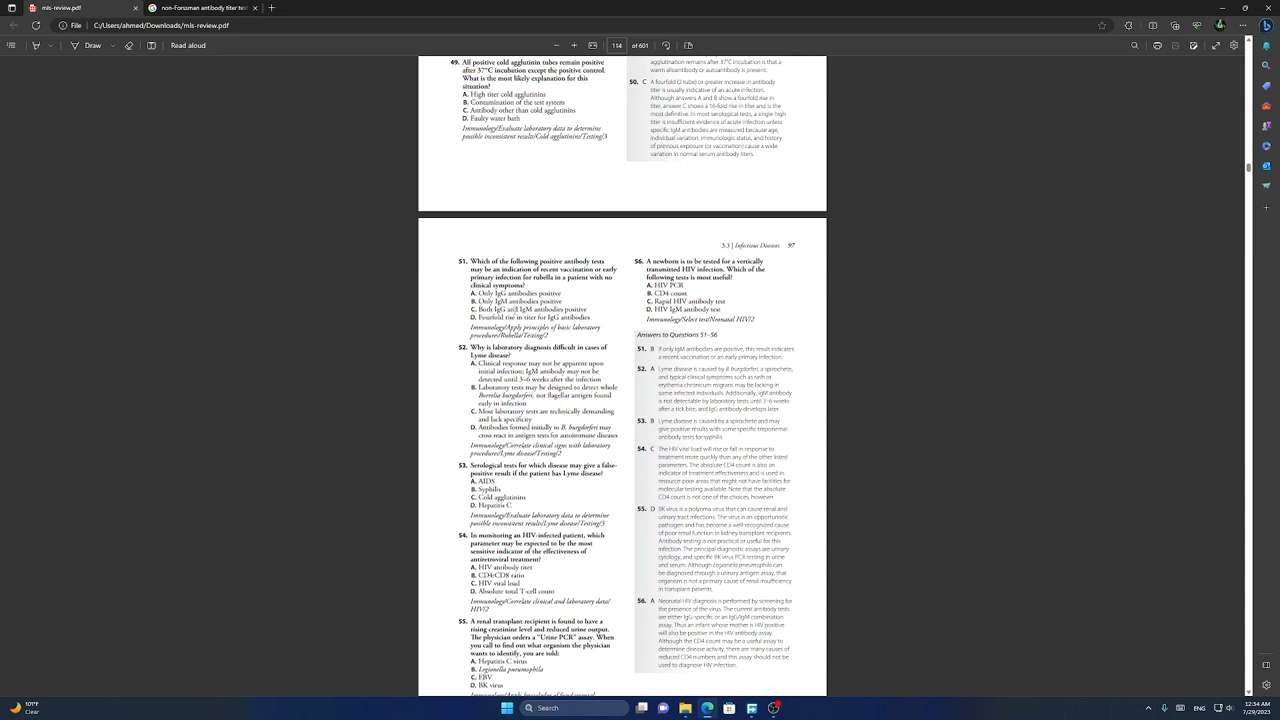 mls-review.pdf
Non-human antibody titer test
File
/Users/mom/Downloads/mls-review.pdf
Draw
Read aloud
114
of 601
49. All positive cold agglutinin tubes remain positive
after 37°C incubation except the positive control.
What is the most likely explanation for this
situation?
A. High titer cold agglutinins
B. Contamination of the test system
C. Antibody other than cold agglutinins
D. Faulty water bath
Immunology/Evaluate laboratory data to determine
possible inconsistent results/Cold agglutinins/Testing/3
agglutination remains after 37°C incubation is that a
warm alloantibody or autoantibody is present.
50. C A fourfold (2 tube) or greater increase in antibody
titer is usually indicative of an acute infection.
Although answers A and B show a fourfold rise in
titer, answer C shows a 16-fold rise in titer and is the
most definitive. In most serological tests, a single high
titer is insufficient evidence of acute infection unless
specific IgM antibodies are measured because age,
individual variation, immunologic status, and history
of previous exposure (or vaccination) cause a wide
variation in normal serum antibody titers.
3.3 | Infectious Diseases 97
51. Which of the following positive antibody tests
may be an indication of recent vaccination or early
primary infection for rubella in a patient with no
clinical symptoms?
A. Only IgG antibodies positive
B. Only IgM antibodies positive
C. Both IgG and IgM antibodies positive
D. Fourfold rise in titer for IgG antibodies
Immunology/Apply principles of basic laboratory
procedures/Rubella/Testing/2
52. Why is laboratory diagnosis difficult in cases of
Lyme disease?
A. Clinical response may not be apparent upon
initial infection; IgM antibody may not be
detected until 3–6 weeks after the infection
B. Laboratory tests may be designed to detect whole
Borrelia burgdorferi, not flagellar antigen found
early in infection
C. Most laboratory tests are technically demanding
and lack specificity
D. Antibodies formed initially to B. burgdorferi may
cross react in antigen tests for autoimmune diseases
Immunology/Correlate clinical signs with laboratory
procedures/Lyme disease/Testing/2
53. Serological tests for which disease may give a false-
positive result if the patient has Lyme disease?
A. AIDS
B. Syphilis
C. Cold agglutinins
D. Hepatitis C
Immunology/Evaluate laboratory data to determine
possible inconsistent results/Lyme disease/Testing/3
54. In monitoring an HIV-infected patient, which
parameter may be expected to be the most
sensitive indicator of the effectiveness of
antiretroviral treatment?
A. HIV antibody titer
B. CD4:CD8 ratio
C. HIV viral load
D. Absolute total T-cell count
Immunology/Correlate clinical and laboratory data/
HIV/2
55. A renal transplant recipient is found to have a
rising creatinine level and reduced urine output.
The physician orders a “Urine PCR” assay. When
you call to find out what organism the physician
wants to identify, you are told:
A. Hepatitis C virus
B. Legionella pneumophila
C. EBV
D. BK virus
Immunology/Apply knowledge of fundamental
56. A newborn is to be tested for a vertically
transmitted HIV infection. Which of the
following tests is most useful?
A. HIV PCR
B. CD4 count
C. Rapid HIV antibody test
D. HIV IgM antibody test
Immunology/Select test/Neonatal HIV/2
Answers to Questions 51–56
51. B If only IgM antibodies are positive, this result indicates
a recent vaccination or an early primary infection.
52. A Lyme disease is caused by B. burgdorferi, a spirochete,
and typical clinical symptoms such as rash or
erythema chronicum migrans may be lacking in
some infected individuals. Additionally, IgM antibody
is not detectable by laboratory tests until 3–6 weeks
after a tick bite, and IgG antibody develops later.
53. B Lyme disease is caused by a spirochete and may
give positive results with some specific treponemal
antibody tests for syphilis.
54. C The HIV viral load will rise or fall in response to
treatment more quickly than any of the other listed
parameters. The absolute CD4 count is also an
indicator of treatment effectiveness and is used in
resource-poor areas that might not have facilities for
molecular testing available. Note that the absolute
CD4 count is not one of the choices, however.
55. D BK virus is a polyoma virus that can cause renal and
urinary tract infections. The virus is an opportunistic
pathogen and has become a well recognized cause
of poor renal function in kidney transplant recipients.
Antibody testing is not practical or useful for this
infection. The principal diagnostic assays are urinary
cytology, and specific BK virus PCR testing in urine
and serum. Although Legionella pneumophila can
be diagnosed through a urinary antigen assay, that
organism is not a primary cause of renal insufficiency
in transplant patients.
56. A Neonatal HIV diagnosis is performed by screening for
the presence of the virus. The current antibody tests
are either IgG-specific or an IgG/IgM combination
assay. Thus an infant whose mother is HIV positive
will also be positive in the HIV antibody assay.
Although the CD4 count may be a useful assay to
determine disease activity, there are many causes of
reduced CD4 numbers and this assay should not be
used to diagnose HIV infection.
Clear
Search
ENG
12:34 AM
7/29/2023